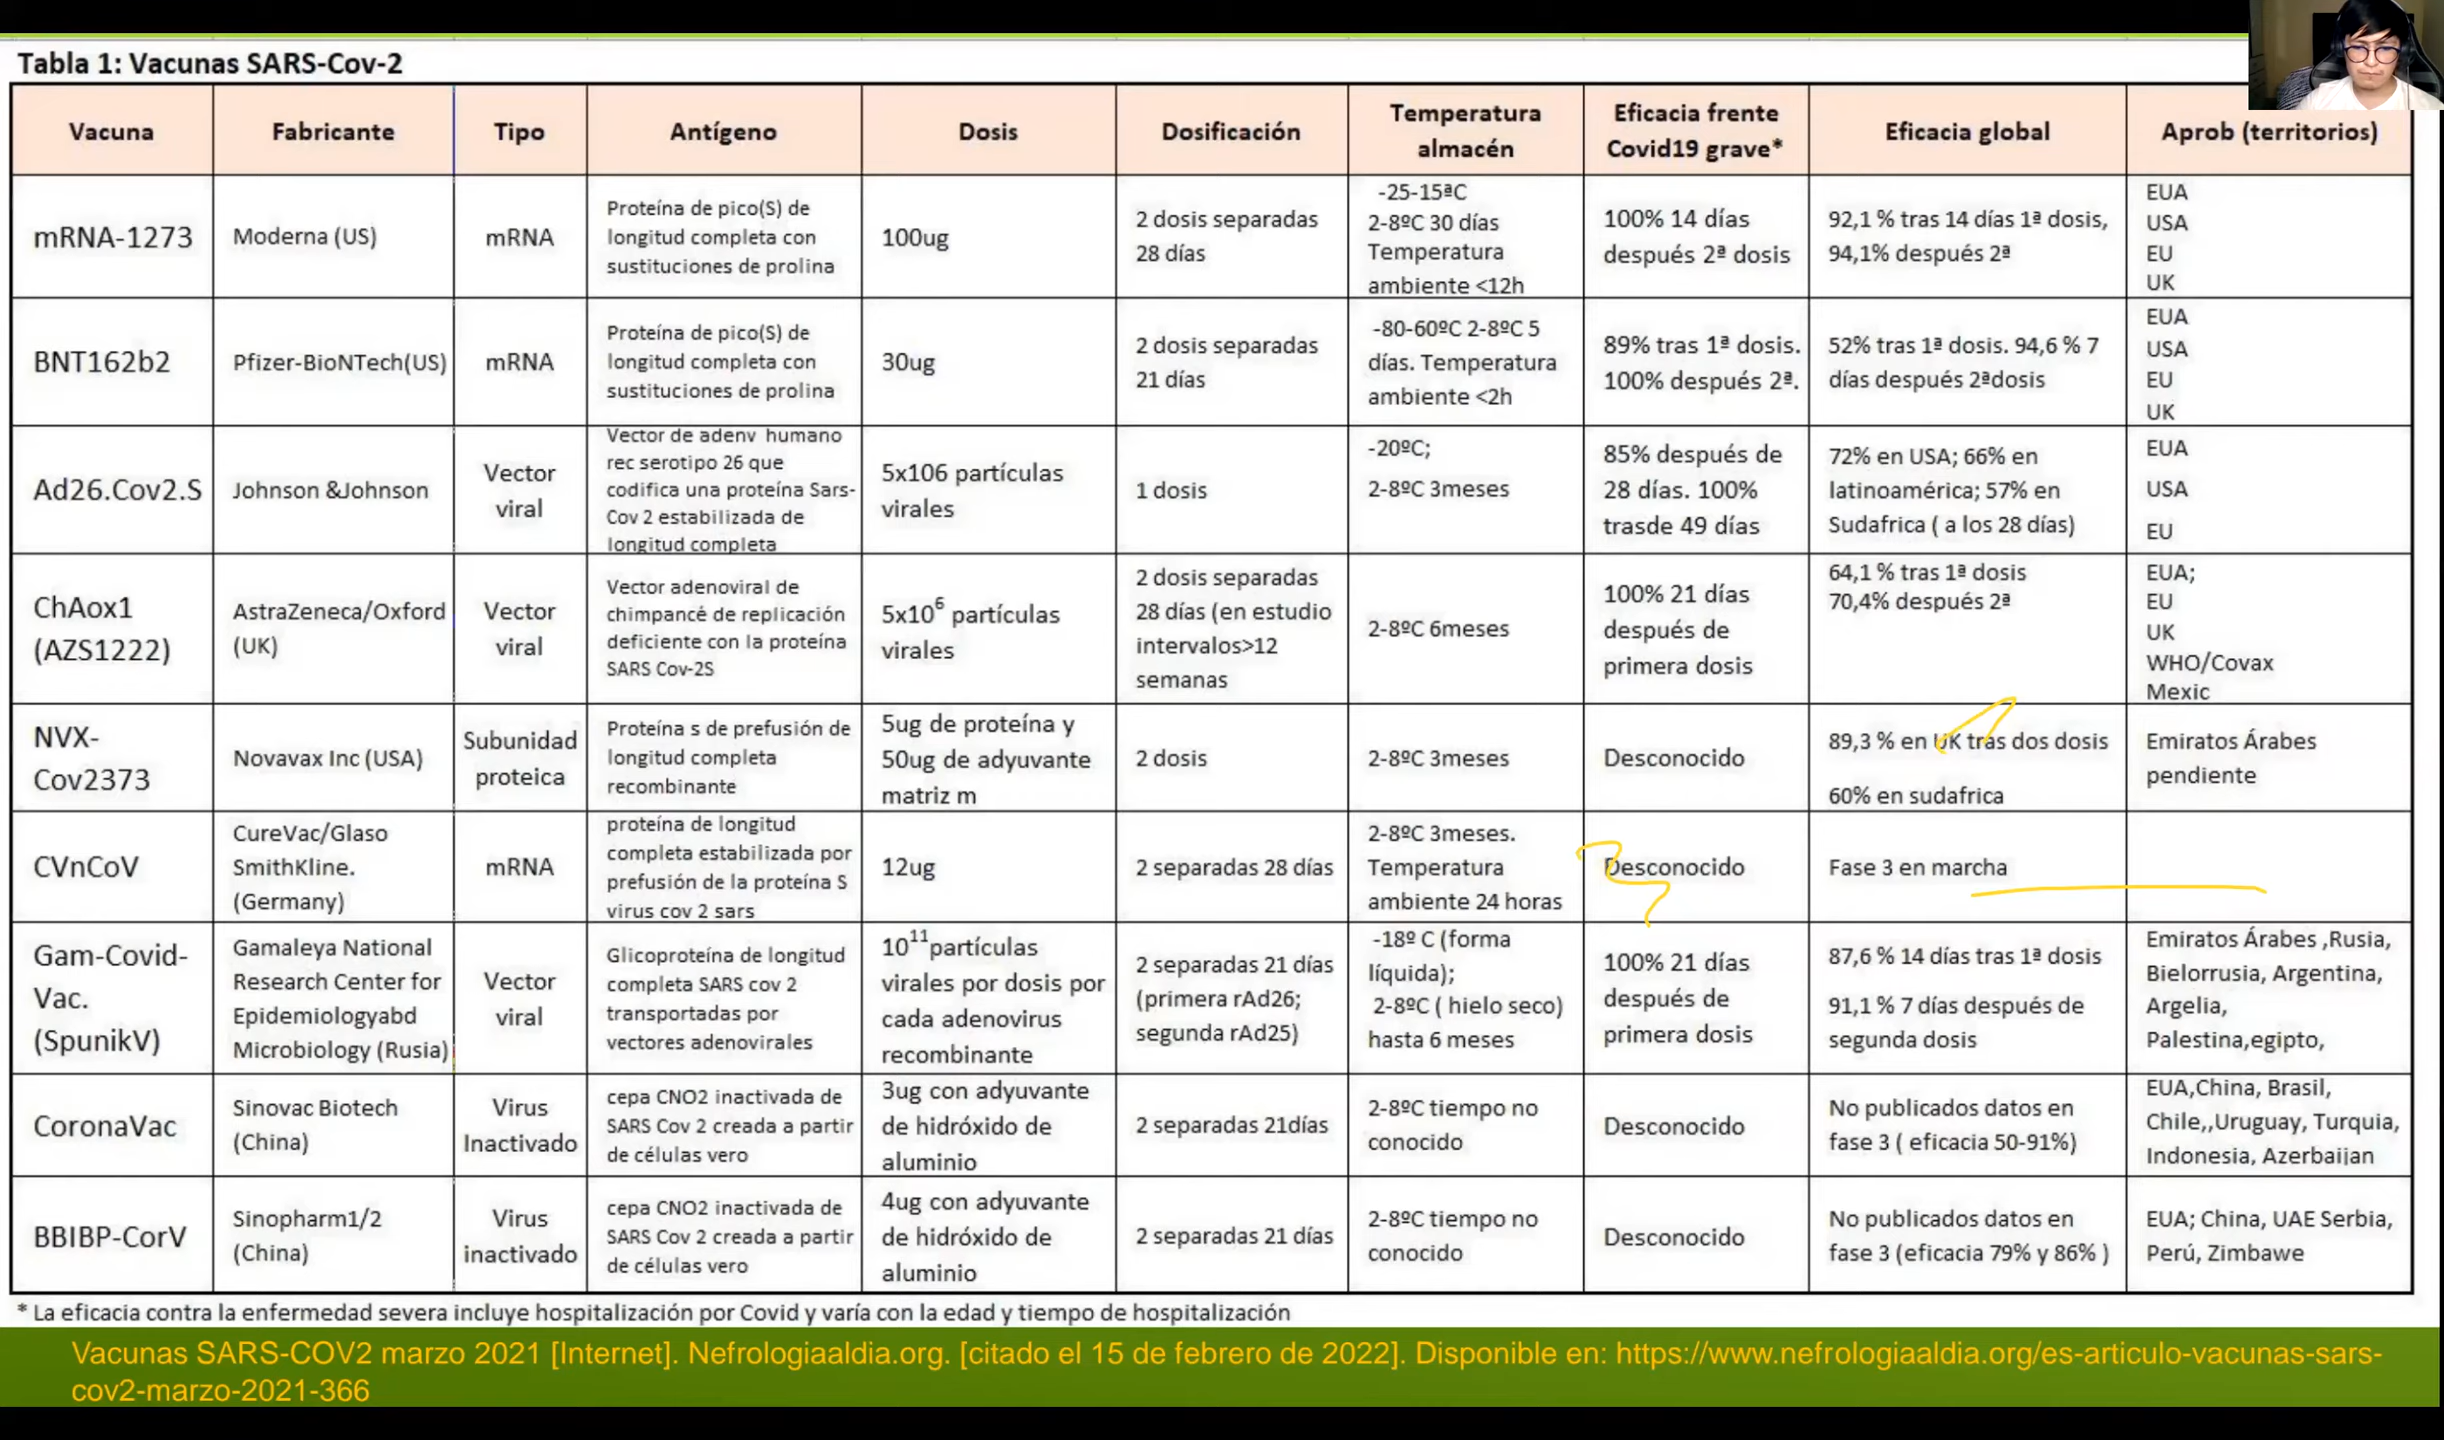 Tabla 1: Vacunas SARS-Cov-2
Vacuna
Fabricante
Tipo
Antígeno
Dosis
Dosificación
Temperatura
almacén
Eficacia frente
Covid19 grave*
Eficacia global
Aprob (territorios)
mRNA-1273
Moderna (US)
mRNA
Proteína de pico(S) de
longitud completa con
sustituciones de prolina
100ug
2 dosis separadas
28 días
-25-15ªC
2-8ºC 30 días
Temperatura
ambiente <12h
100% 14 días
después 2ª dosis
92,1 % tras 14 días 1ª dosis,
94,1% después 2ª
EUA
USA
EU
UK
BNT162b2
Pfizer-BioNTech(US)
mRNA
Proteína de pico(S) de
longitud completa con
sustituciones de prolina
30ug
2 dosis separadas
21 días
-80-60ºC 2-8ºC 5
días. Temperatura
ambiente <2h
89% tras 1ª dosis.
100% después 2ª.
52% tras 1ª dosis. 94,6 % 7
días después 2ªdosis
EUA
USA
EU
UK
Ad26.Cov2.S
Johnson &Johnson
Vector
viral
Vector de adenv humano
rec serotipo 26 que
codifica una proteína Sars-
Cov 2 estabilizada de
longitud completa
5x106 partículas
virales
1 dosis
-20ºC;
2-8ºC 3meses
85% después de
28 días. 100%
trasde 49 días
72% en USA; 66% en
latinoamérica; 57% en
Sudafrica ( a los 28 días)
EUA
USA
EU
ChAox1
(AZS1222)
AstraZeneca/Oxford
(UK)
Vector
viral
Vector adenoviral de
chimpancé de replicación
deficiente con la proteína
SARS Cov-2S
5x10⁶ partículas
virales
2 dosis separadas
28 días (en estudio
intervalos>12
semanas
2-8ºC 6meses
100% 21 días
después de
primera dosis
64,1 % tras 1ª dosis
70,4% después 2ª
EUA;
EU
UK
WHO/Covax
Mexic
NVX-
Cov2373
Novavax Inc (USA)
Subunidad
proteica
Proteína s de prefusión de
longitud completa
recombinante
5ug de proteína y
50ug de adyuvante
matriz m
2 dosis
2-8ºC 3meses
Desconocido
89,3 % en UK tras dos dosis
60% en sudafrica
Emiratos Árabes
pendiente
CVnCoV
CureVac/Glaso
SmithKline.
(Germany)
mRNA
proteína de longitud
completa estabilizada por
prefusión de la proteína S
virus cov 2 sars
12ug
2 separadas 28 días
2-8ºC 3meses.
Temperatura
ambiente 24 horas
Desconocido
Fase 3 en marcha
Gam-Covid-
Vac.
(SpunikV)
Gamaleya National
Research Center for
Epidemiologyabd
Microbiology (Rusia)
Vector
viral
Glicoproteína de longitud
completa SARS cov 2
transportadas por
vectores adenovirales
10¹¹partículas
virales por dosis por
cada adenovirus
recombinante
2 separadas 21 días
(primera rAd26;
segunda rAd25)
-18º C (forma
líquida);
2-8ºC ( hielo seco)
hasta 6 meses
100% 21 días
después de
primera dosis
87,6 % 14 días tras 1ª dosis
91,1 % 7 días después de
segunda dosis
Emiratos Árabes ,Rusia,
Bielorrusia, Argentina,
Argelia,
Palestina,egipto,
CoronaVac
Sinovac Biotech
(China)
Virus
Inactivado
cepa CNO2 inactivada de
SARS Cov 2 creada a partir
de células vero
3ug con adyuvante
de hidróxido de
aluminio
2 separadas 21días
2-8ºC tiempo no
conocido
Desconocido
No publicados datos en
fase 3 ( eficacia 50-91%)
EUA,China, Brasil,
Chile,,Uruguay, Turquia,
Indonesia, Azerbaijan
BBIBP-CorV
Sinopharm1/2
(China)
Virus
inactivado
cepa CNO2 inactivada de
SARS Cov 2 creada a partir
de células vero
4ug con adyuvante
de hidróxido de
aluminio
2 separadas 21 días
2-8ºC tiempo no
conocido
Desconocido
No publicados datos en
fase 3 (eficacia 79% y 86% )
EUA; China, UAE Serbia,
Perú, Zimbawe
* La eficacia contra la enfermedad severa incluye hospitalización por Covid y varía con la edad y tiempo de hospitalización
Vacunas SARS-COV2 marzo 2021 [Internet]. Nefrologiaaldia.org. [citado el 15 de febrero de 2022]. Disponible en: https://www.nefrologiaaldia.org/es-articulo-vacunas-sars-
cov2-marzo-2021-366